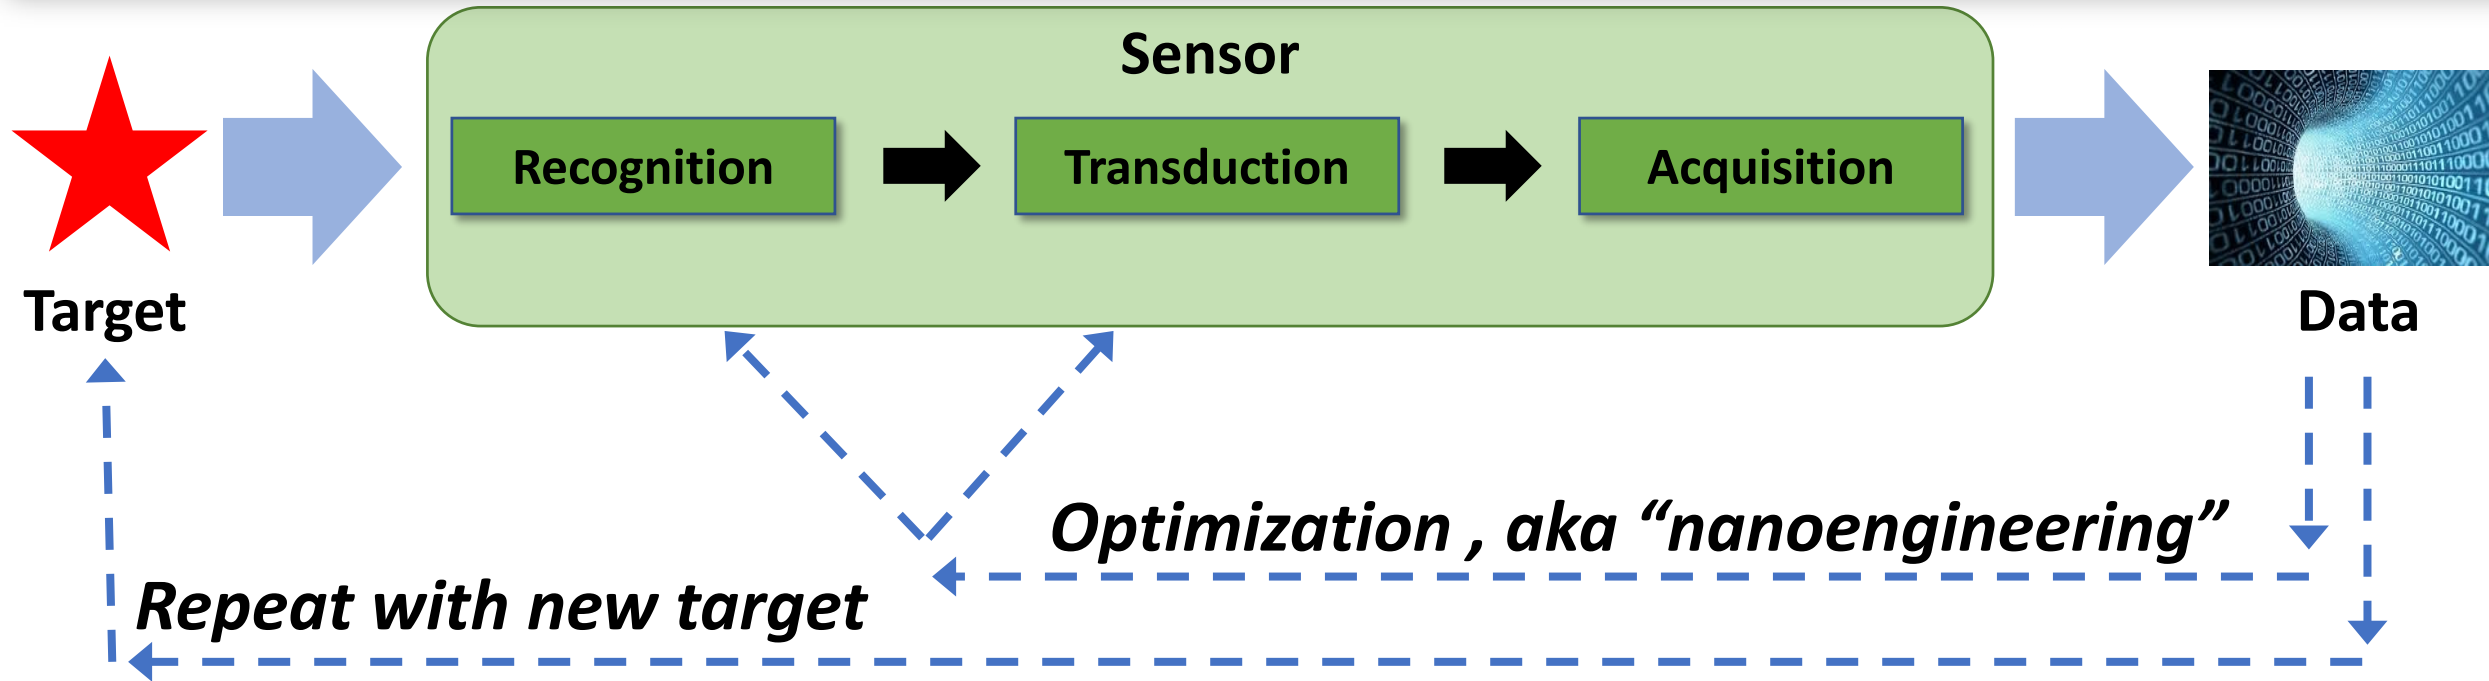 Sensor
Recognition
Transduction
Acquisition
Target
Data
Optimization , aka “nanoengineering”
Repeat with new target